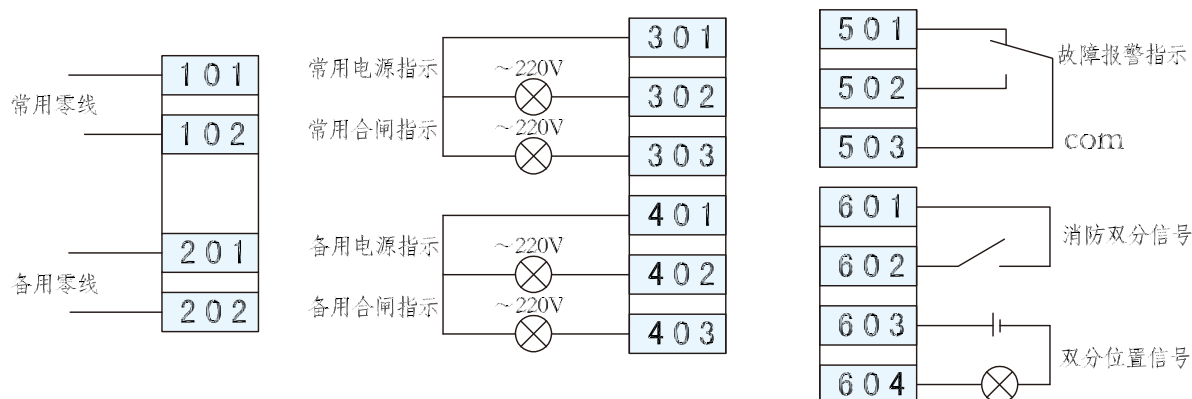 101
常用零线
102
201
备用零线
202
301
常用电源指示 ~220V
302
常用合闸指示 ~220V
303
401
备用电源指示 ~220V
402
备用合闸指示 ~220V
403
501
故障报警指示
502
503
com
601
消防双分信号
602
603
双分位置信号
604